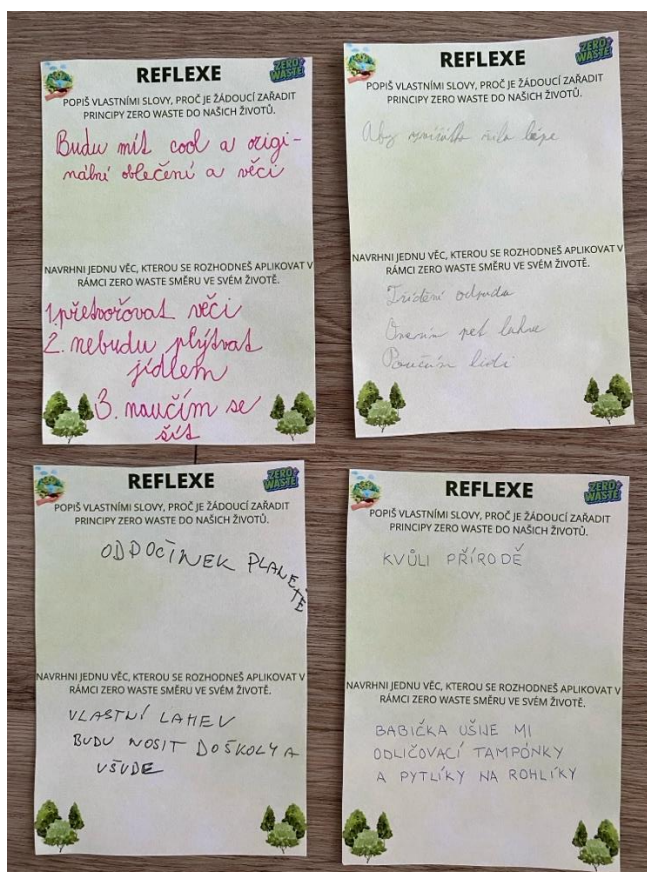 REFLEXE
ZERO
WASTE
POPIŠ VLASTNÍMI SLOVY, PROČ JE ŽÁDOUCÍ ZAŘADIT
PRINCIPY ZERO WASTE DO NAŠICH ŽIVOTŮ.
Budu mít cool a origi-
nální oblečení a věci
NAVRHNI JEDNU VĚC, KTEROU SE ROZHODNEŠ APLIKOVAT V
RÁMCI ZERO WASTE SMĚRU VE SVÉM ŽIVOTĚ.
1. přetvořovat věci
2. nebudu plýtvat
jídlem
3. naučím se
šít
REFLEXE
ZERO
WASTE
POPIŠ VLASTNÍMI SLOVY, PROČ JE ŽÁDOUCÍ ZAŘADIT
PRINCIPY ZERO WASTE DO NAŠICH ŽIVOTŮ.
Aby zvířátka žila lépe
NAVRHNI JEDNU VĚC, KTEROU SE ROZHODNEŠ APLIKOVAT V
RÁMCI ZERO WASTE SMĚRU VE SVÉM ŽIVOTĚ.
Třídění odpadu
pet lahve
Poučím lidi
REFLEXE
ZERO
WASTE
POPIŠ VLASTNÍMI SLOVY, PROČ JE ŽÁDOUCÍ ZAŘADIT
PRINCIPY ZERO WASTE DO NAŠICH ŽIVOTŮ.
ODPOČINEK PLANETĚ
NAVRHNI JEDNU VĚC, KTEROU SE ROZHODNEŠ APLIKOVAT V
RÁMCI ZERO WASTE SMĚRU VE SVÉM ŽIVOTĚ.
VLASTNÍ LAHEV
BUDU NOSIT DO ŠKOLY A
VŠUDE
REFLEXE
ZERO
WASTE
POPIŠ VLASTNÍMI SLOVY, PROČ JE ŽÁDOUCÍ ZAŘADIT
PRINCIPY ZERO WASTE DO NAŠICH ŽIVOTŮ.
KVŮLI PŘÍRODĚ
NAVRHNI JEDNU VĚC, KTEROU SE ROZHODNEŠ APLIKOVAT V
RÁMCI ZERO WASTE SMĚRU VE SVÉM ŽIVOTĚ.
BABIČKA UŠIJE MI
ODLIČOVACÍ TAMPÓNKY
A PYTLÍKY NA ROHLÍKY